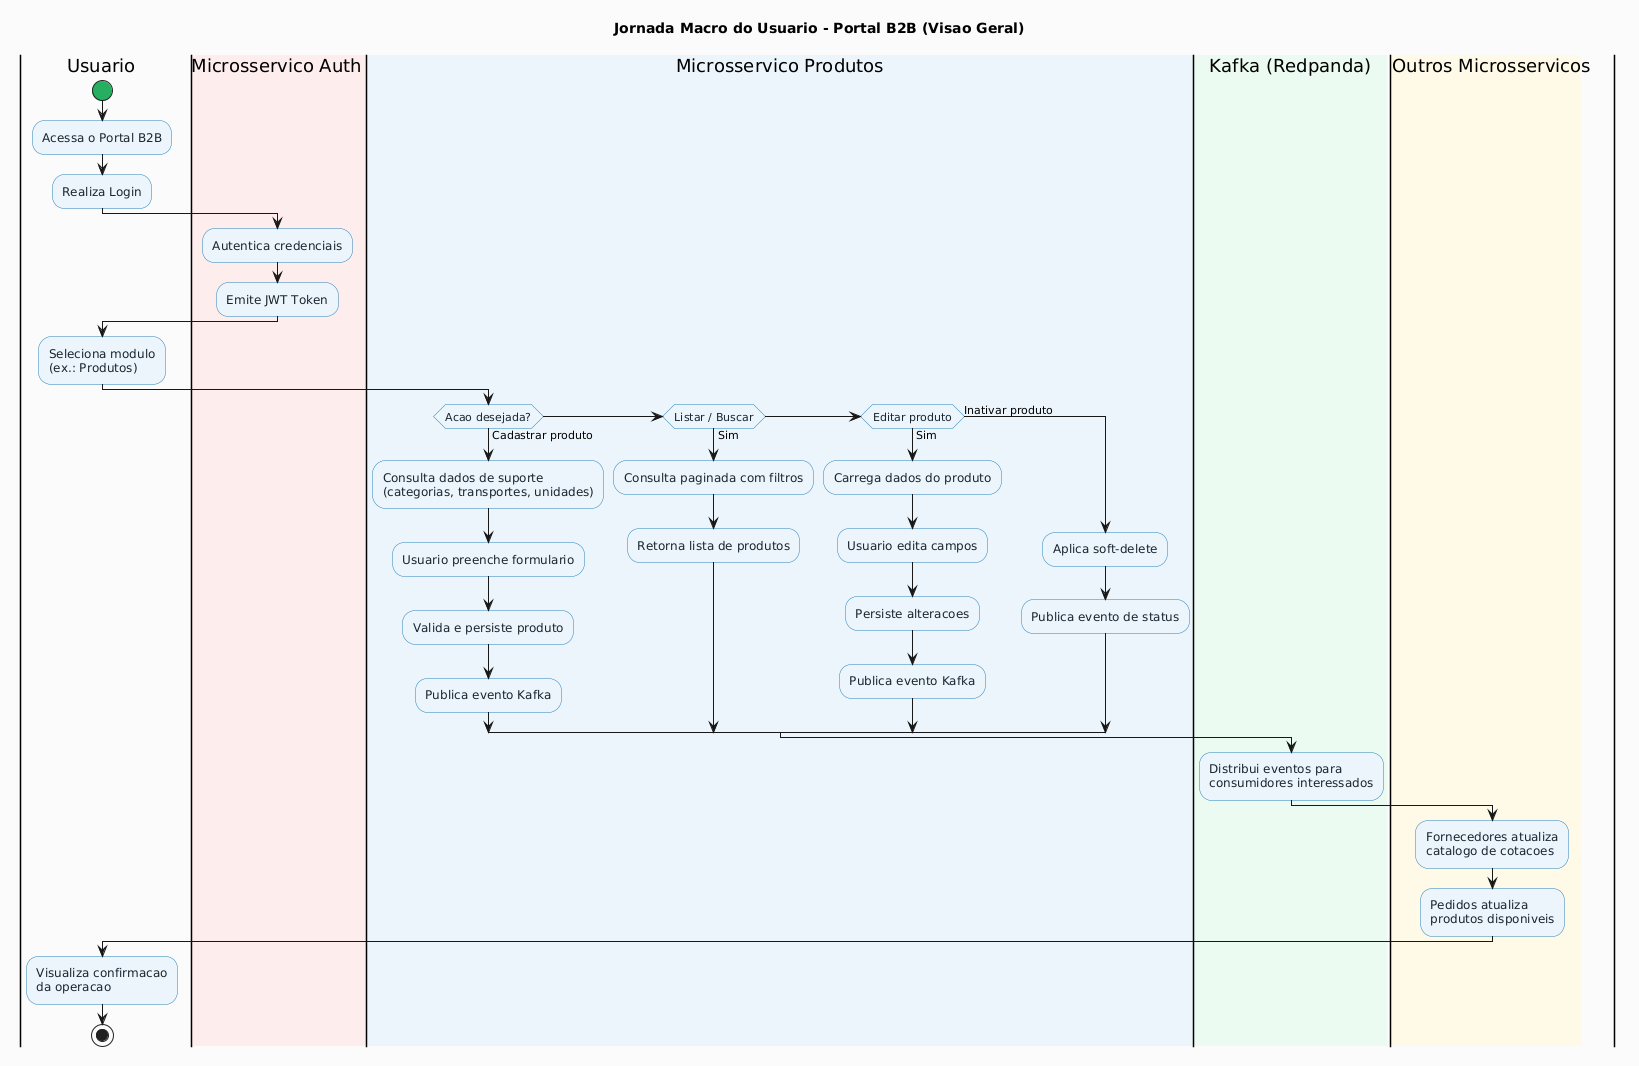 Jornada Macro do Usuario - Portal B2B (Visao Geral)
Usuario
Microsservico Auth
Microsservico Produtos
Kafka (Redpanda)
Outros Microsservicos
Acessa o Portal B2B
Realiza Login
Autentica credenciais
Emite JWT Token
Seleciona modulo
(ex.: Produtos)
Acao desejada?
Cadastrar produto
Listar / Buscar
Sim
Editar produto
Sim
Inativar produto
Consulta dados de suporte
(categorias, transportes, unidades)
Usuario preenche formulario
Valida e persiste produto
Publica evento Kafka
Consulta paginada com filtros
Retorna lista de produtos
Carrega dados do produto
Usuario edita campos
Persiste alteracoes
Publica evento Kafka
Aplica soft-delete
Publica evento de status
Distribui eventos para
consumidores interessados
Fornecedores atualiza
catalogo de cotacoes
Pedidos atualiza
produtos disponiveis
Visualiza confirmacao
da operacao